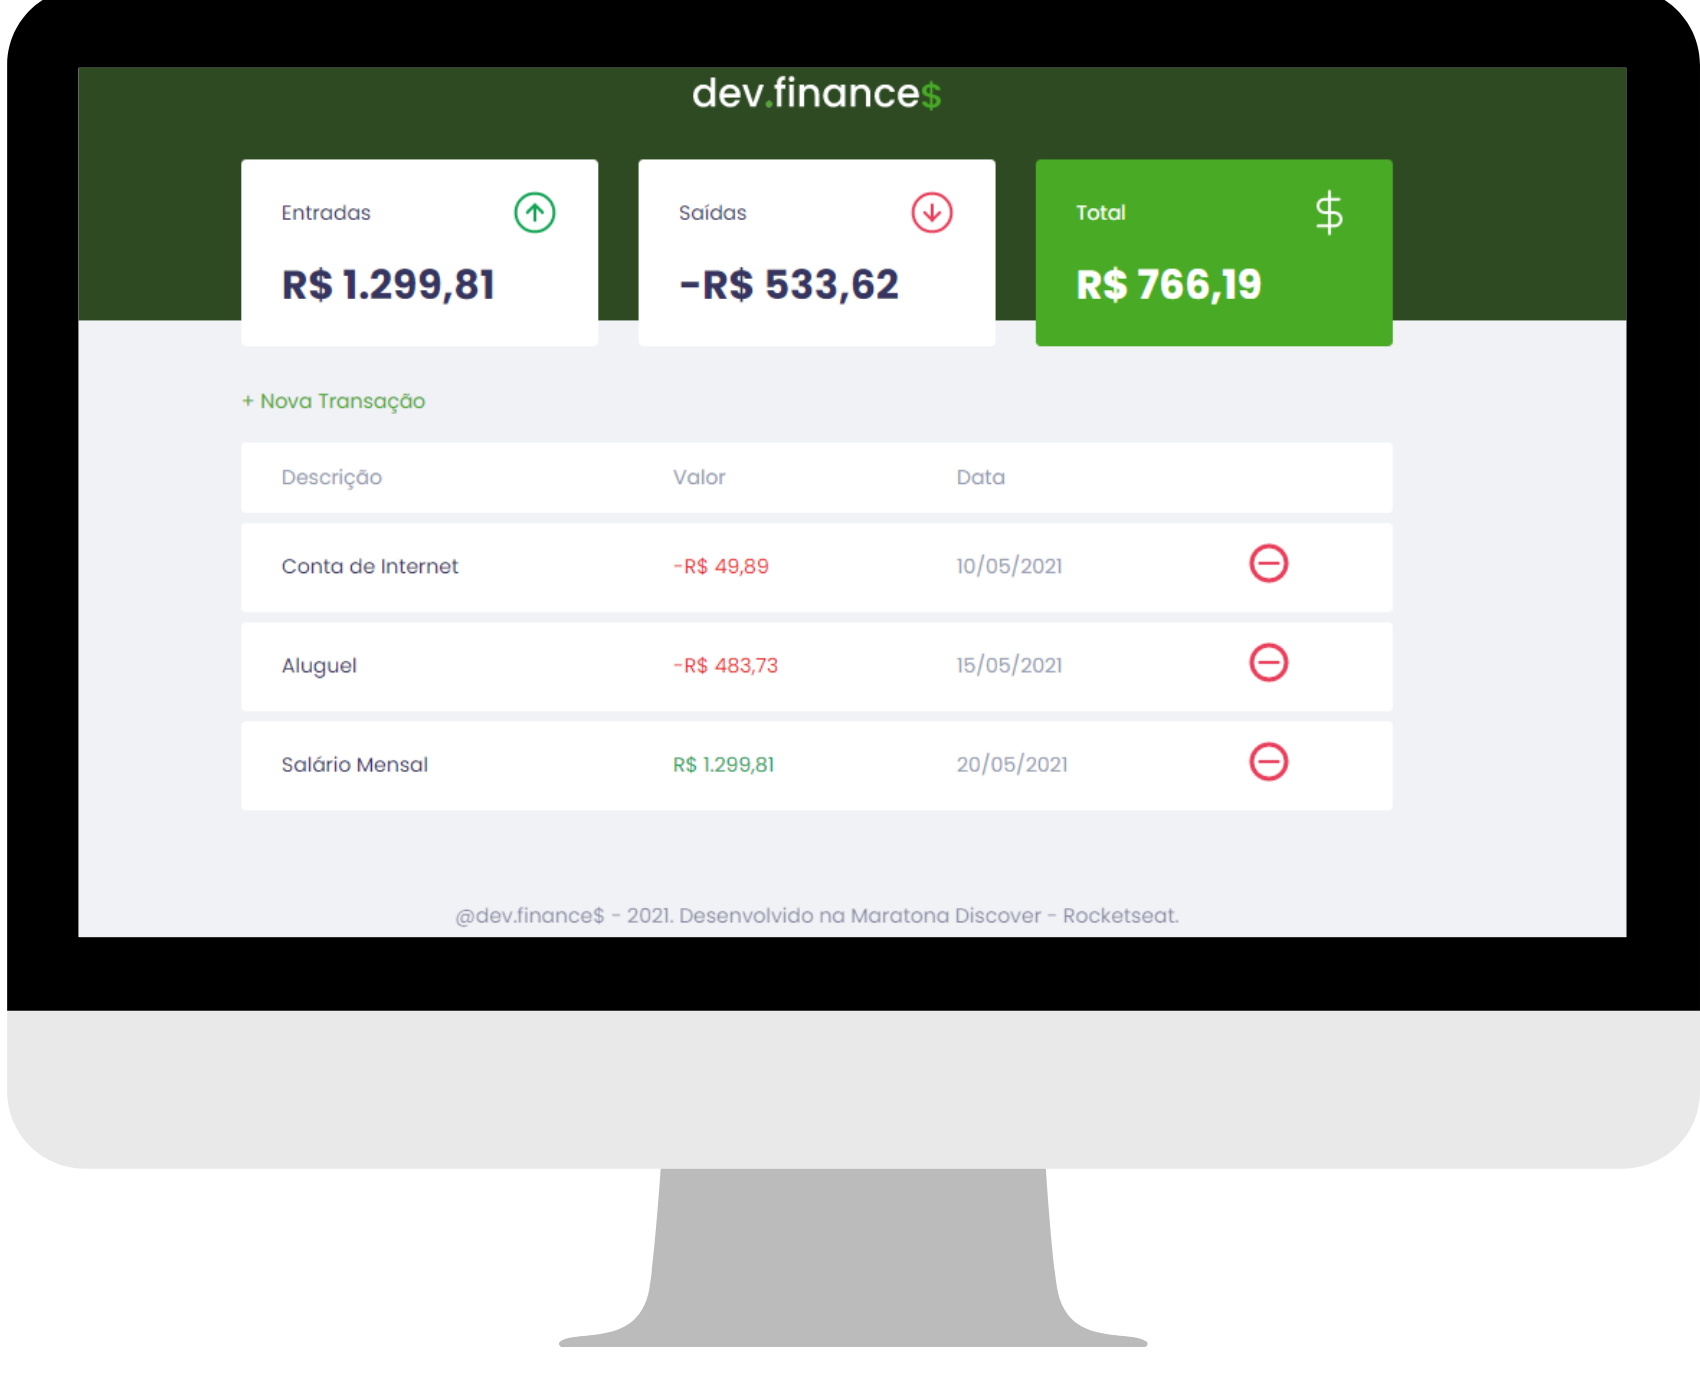 dev.finance$
Entradas
R$ 1.299,81
Saídas
-R$ 533,62
Total
$
R$ 766,19
+ Nova Transação
Descrição Valor Data
Conta de Internet -R$ 49,89 10/05/2021
Aluguel -R$ 483,73 15/05/2021
Salário Mensal R$ 1.299,81 20/05/2021
@dev.finance$ - 2021. Desenvolvido na Maratona Discover - Rocketseat.